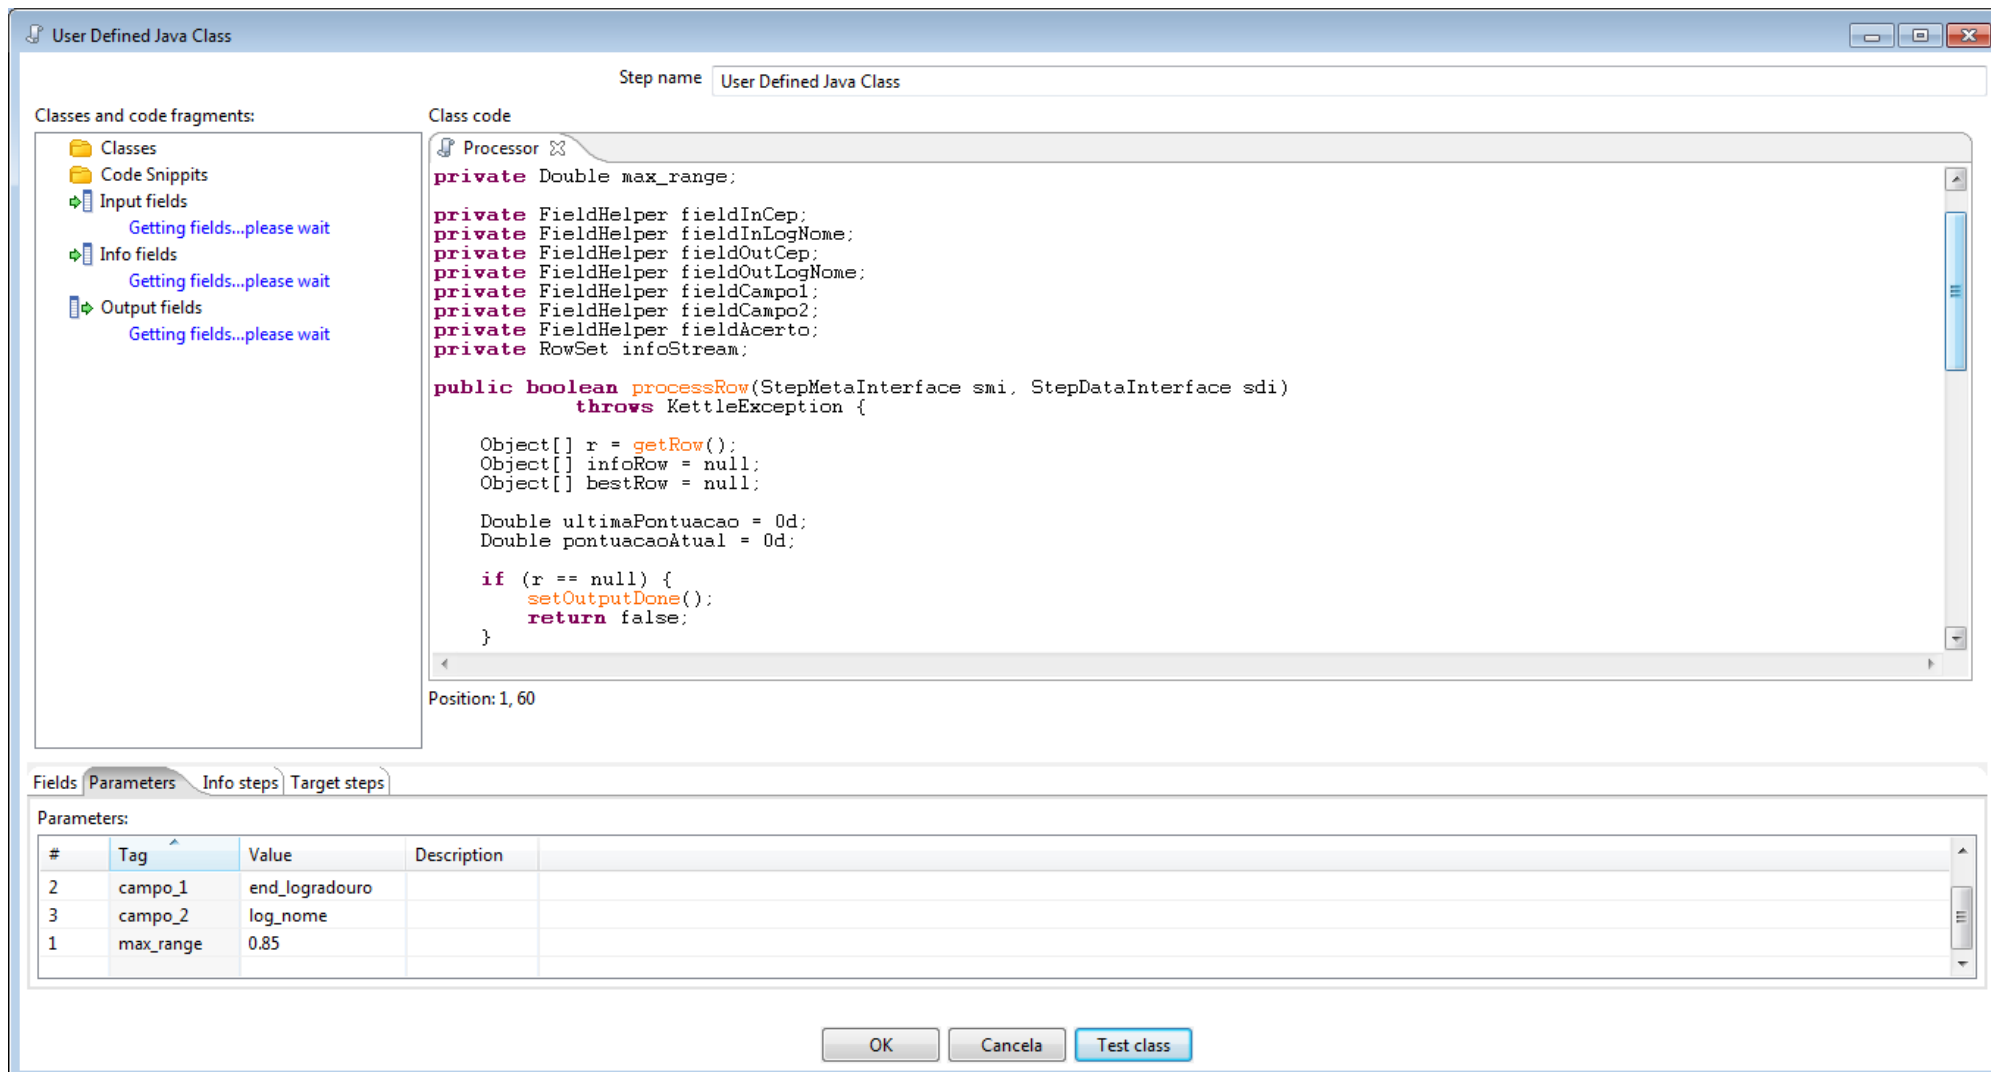 User Defined Java Class
Step name User Defined Java Class
Classes and code fragments:
Classes
Code Snippits
Input fields
Getting fields...please wait
Info fields
Getting fields...please wait
Output fields
Getting fields...please wait
Class code
Processor
private Double max_range;
private FieldHelper fieldInCep;
private FieldHelper fieldInLogNome;
private FieldHelper fieldOutCep;
private FieldHelper fieldOutLogNome;
private FieldHelper fieldCampo1;
private FieldHelper fieldCampo2;
private FieldHelper fieldAcerto;
private RowSet infoStream;
public boolean processRow(StepMetaInterface smi, StepDataInterface sdi)
throws KettleException {
Object[] r = getRow();
Object[] infoRow = null;
Object[] bestRow = null;
Double ultimaPontuacao = 0d;
Double pontuacaoAtual = 0d;
if (r == null) {
setOutputDone();
return false;
}
Position: 1, 60
Fields Parameters Info steps Target steps
Parameters:
# Tag Value Description
2 campo_1 end_logradouro
3 campo_2 log_nome
1 max_range 0.85
OK Cancela Test class